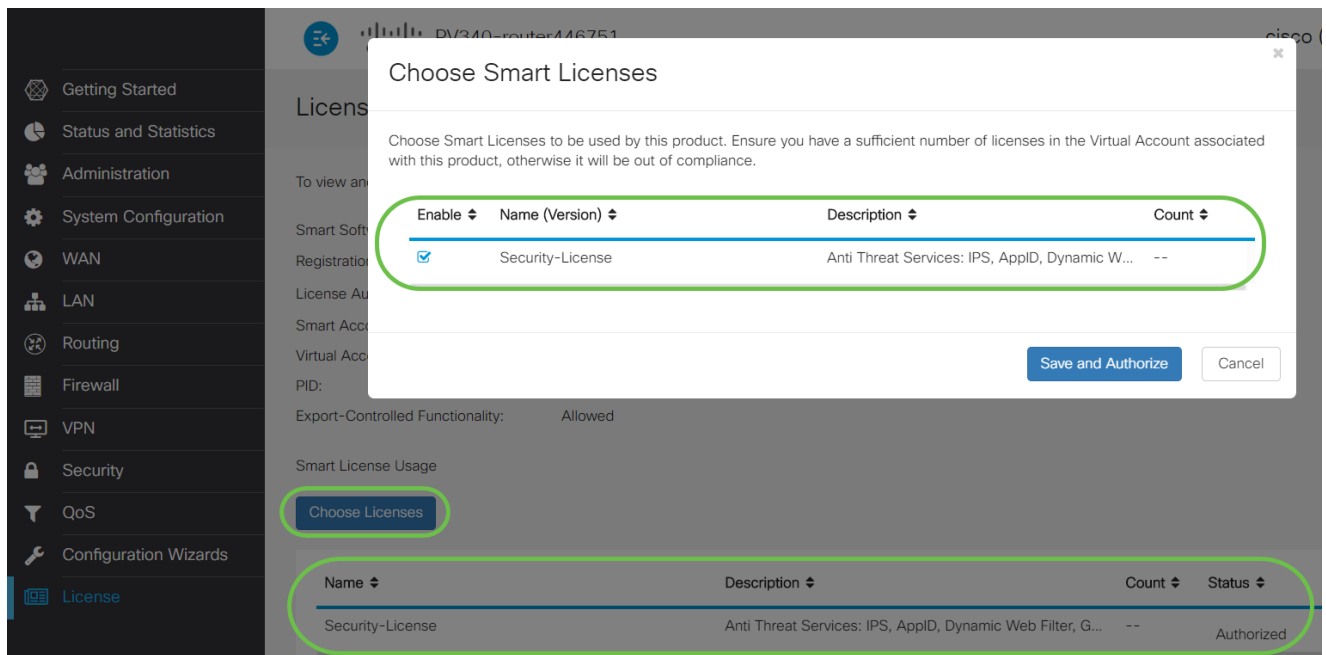 RV340-router446751
cisco (
Getting Started
Status and Statistics
Administration
System Configuration
WAN
LAN
Routing
Firewall
VPN
Security
QoS
Configuration Wizards
License
Licens
To view an
Smart Soft
Registration
License Au
Smart Acco
Virtual Acc
PID:
Export-Controlled Functionality: Allowed
Smart License Usage
Choose Licenses
Name Description Count Status
Security-License Anti Threat Services: IPS, AppID, Dynamic Web Filter, G... -- Authorized
Choose Smart Licenses
Choose Smart Licenses to be used by this product. Ensure you have a sufficient number of licenses in the Virtual Account associated
with this product, otherwise it will be out of compliance.
Enable Name (Version) Description Count
Security-License Anti Threat Services: IPS, AppID, Dynamic W... --
Save and Authorize Cancel